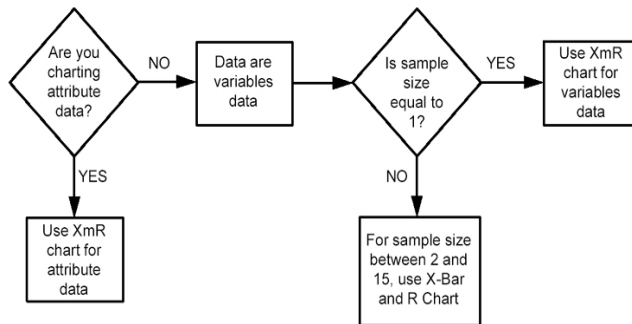 Are you
charting
attribute
data?
NO
Data are
variables
data
Is sample
size
equal to
1?
YES
Use XmR
chart for
variables
data
YES
NO
Use XmR
chart for
attribute
data
For sample size
between 2 and
15, use X-Bar
and R Chart